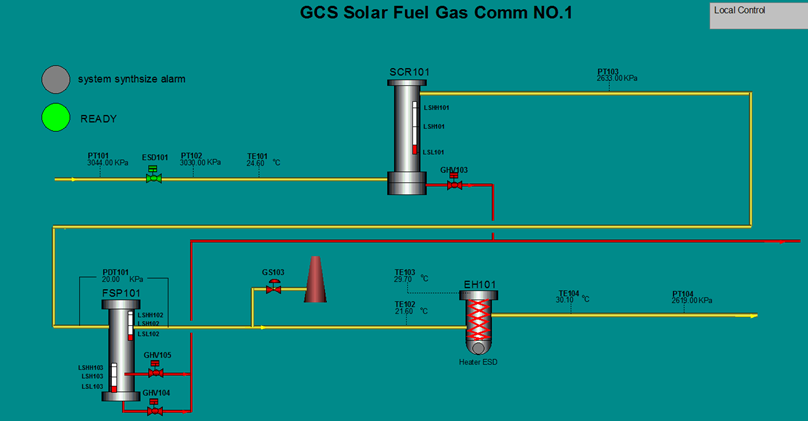 GCS Solar Fuel Gas Comm NO.1
Local Control
system synthsize alarm
READY
SCR101
PT103
2633.00 KPa
LSHH101
LSH101
LSL101
PT101
3044.00 KPa
ESD101
PT102
3030.00 KPa
TE101
24.60 °C
GHV103
PDT101
20.00 KPa
FSP101
LSHH102
LSH102
LSL102
GS103
TE103
29.70 °C
TE102
21.60 °C
EH101
TE104
30.10 °C
PT104
2619.00 KPa
Heater ESD
GHV105
LSHH103
LSH103
LSL103
GHV104